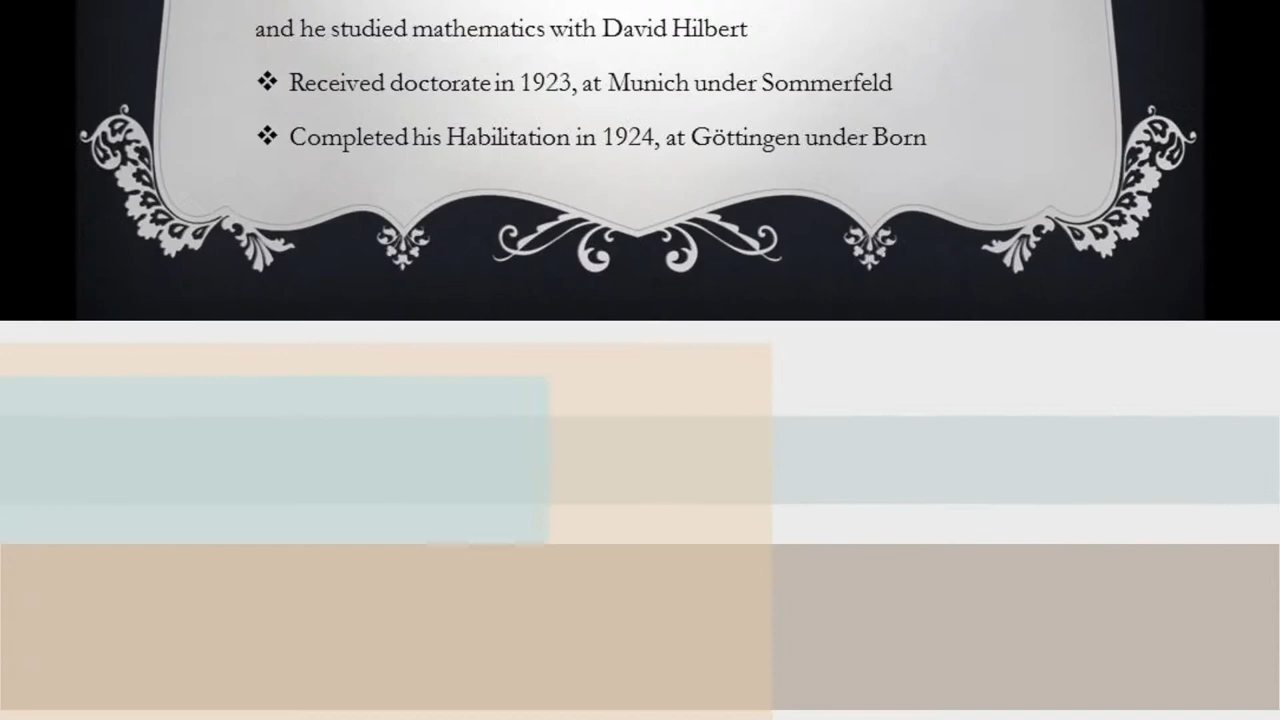 and he studied mathematics with David Hilbert
❖ Received doctorate in 1923, at Munich under Sommerfeld
❖ Completed his Habilitation in 1924, at Göttingen under Born